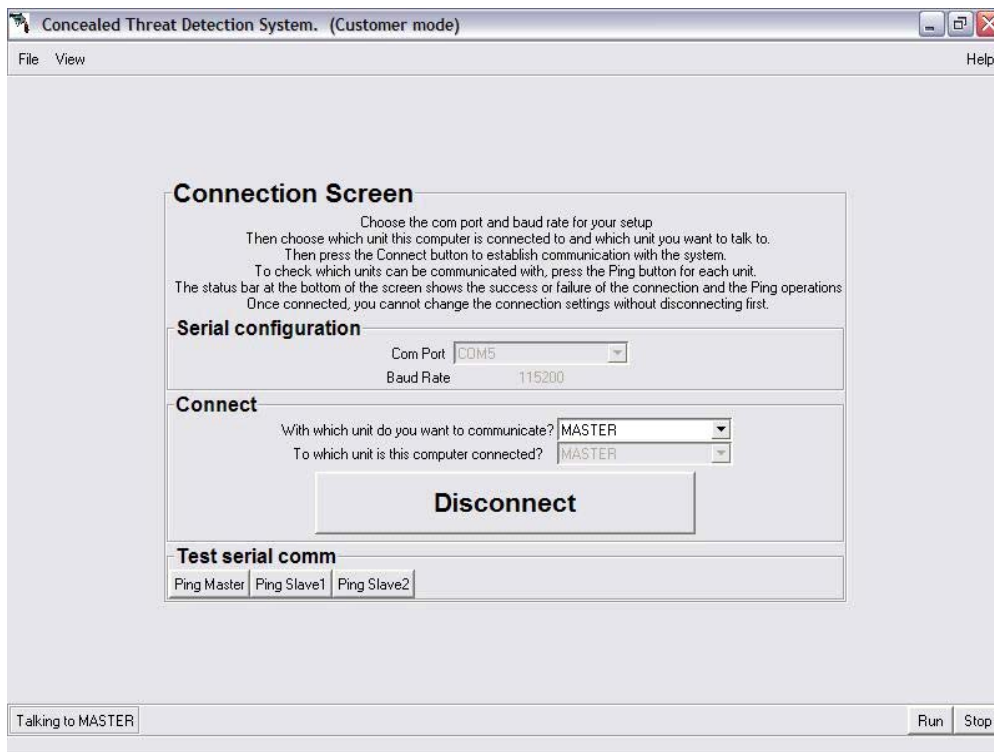 Concealed Threat Detection System. (Customer mode)
File View Help
Connection Screen
Choose the com port and baud rate for your setup
Then choose which unit this computer is connected to and which unit you want to talk to.
Then press the Connect button to establish communication with the system.
To check which units can be communicated with, press the Ping button for each unit.
The status bar at the bottom of the screen shows the success or failure of the connection and the Ping operations
Once connected, you cannot change the connection settings without disconnecting first.
Serial configuration
Com Port COM5
Baud Rate 115200
Connect
With which unit do you want to communicate? MASTER
To which unit is this computer connected? MASTER
Disconnect
Test serial comm
Ping Master Ping Slave1 Ping Slave2
Talking to MASTER Run Stop